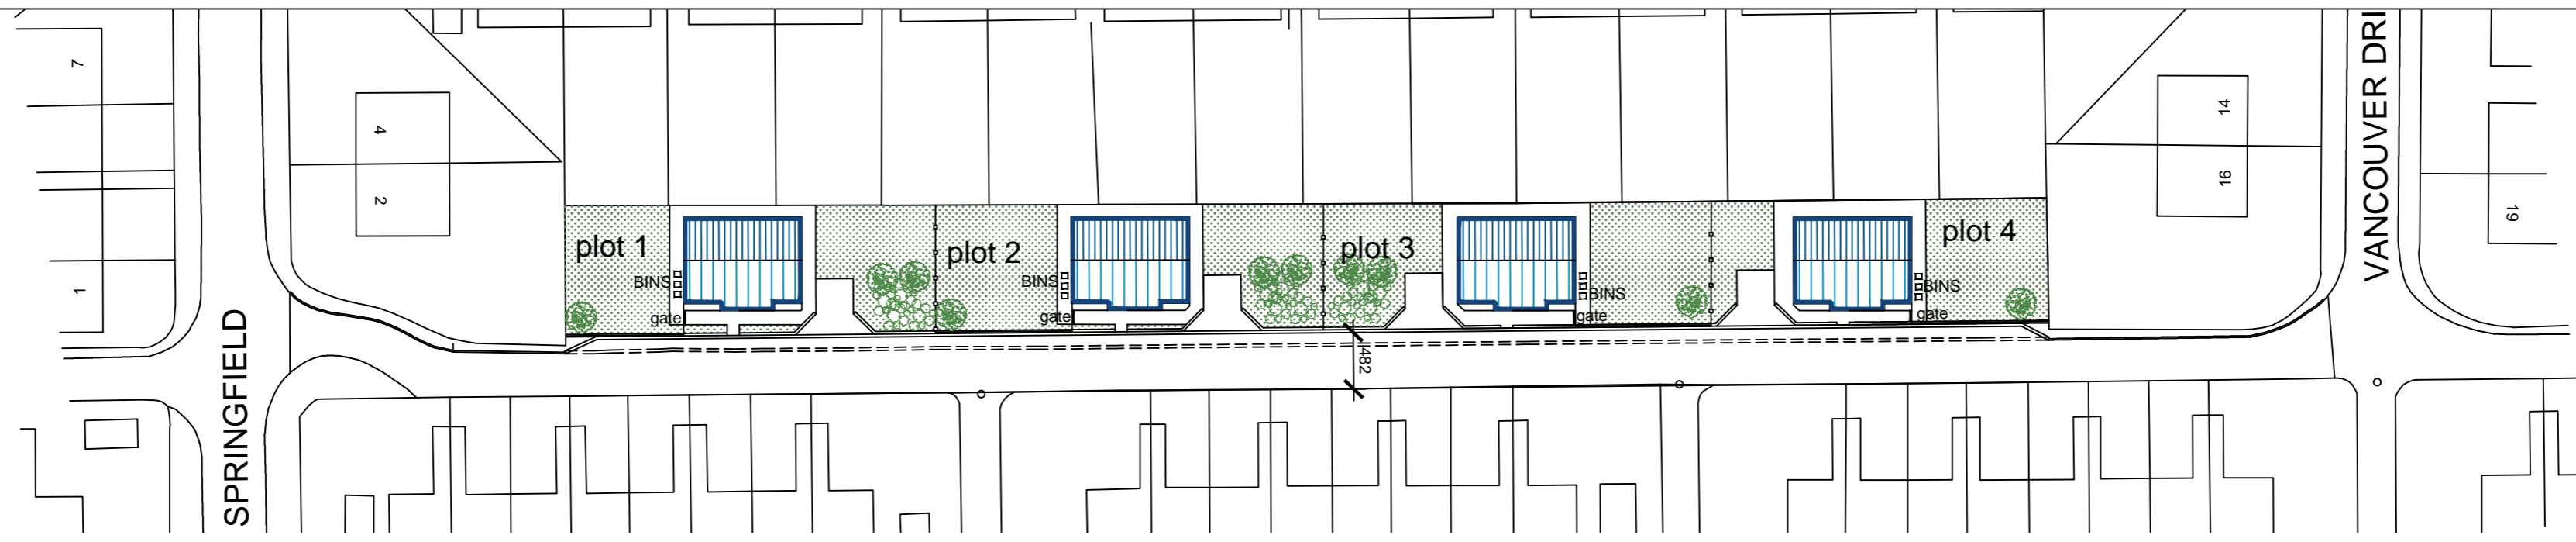 7
4
2
1
SPRINGFIELD
plot 1
BINS
gate
plot 2
BINS
gate
plot 3
482
BINS
gate
plot 4
BINS
gate
14
16
VANCOUVER DRI
19